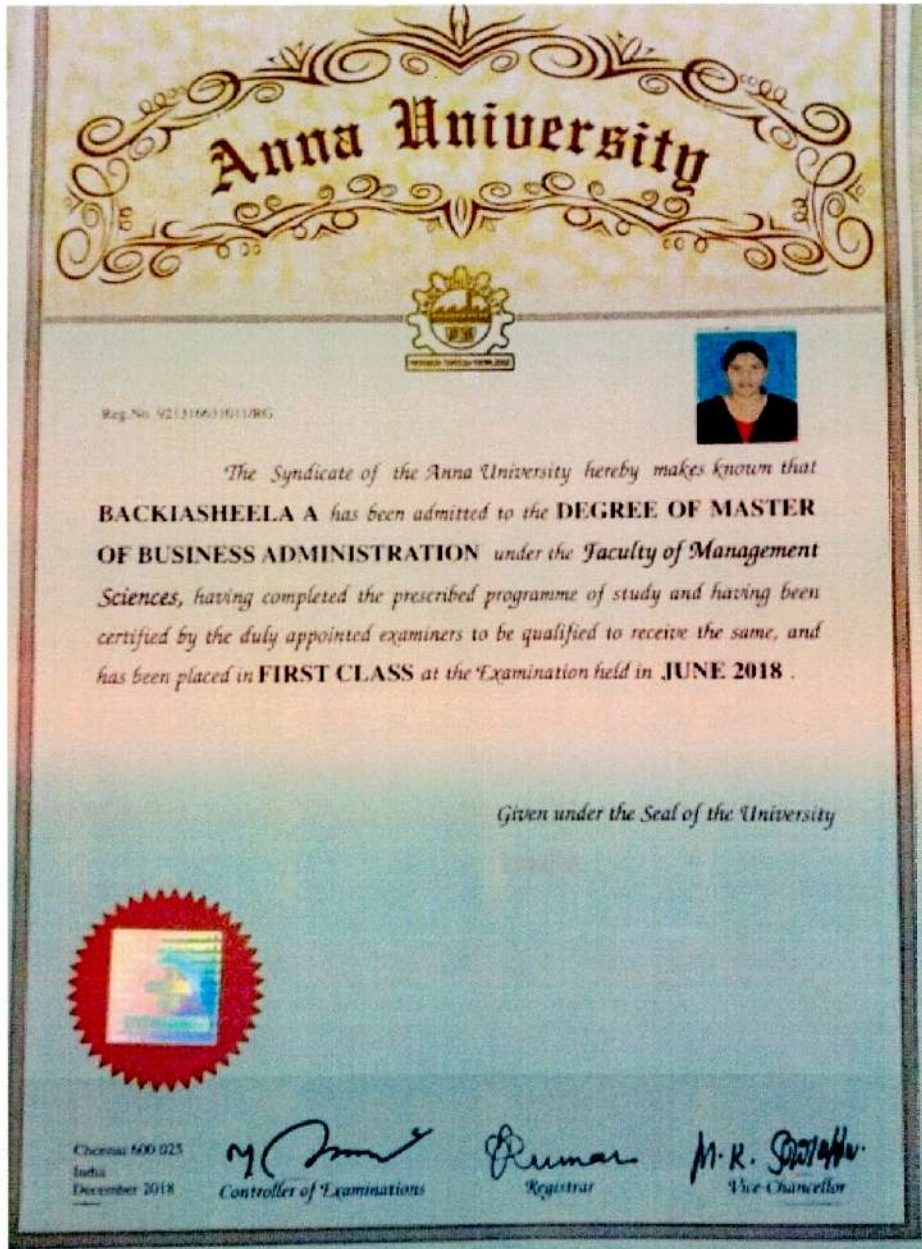 Anna University
The Syndicate of the Anna University hereby makes known that
BACKIASHEELA A has been admitted to the DEGREE OF MASTER
OF BUSINESS ADMINISTRATION under the Faculty of Management
Sciences, having completed the prescribed programme of study and having been
certified by the duly appointed examiners to be qualified to receive the same, and
has been placed in FIRST CLASS at the Examination held in JUNE 2018 .
Given under the Seal of the University
Chennai 600 025
India
December 2018
Controller of Examinations
Registrar
Vice-Chancellor